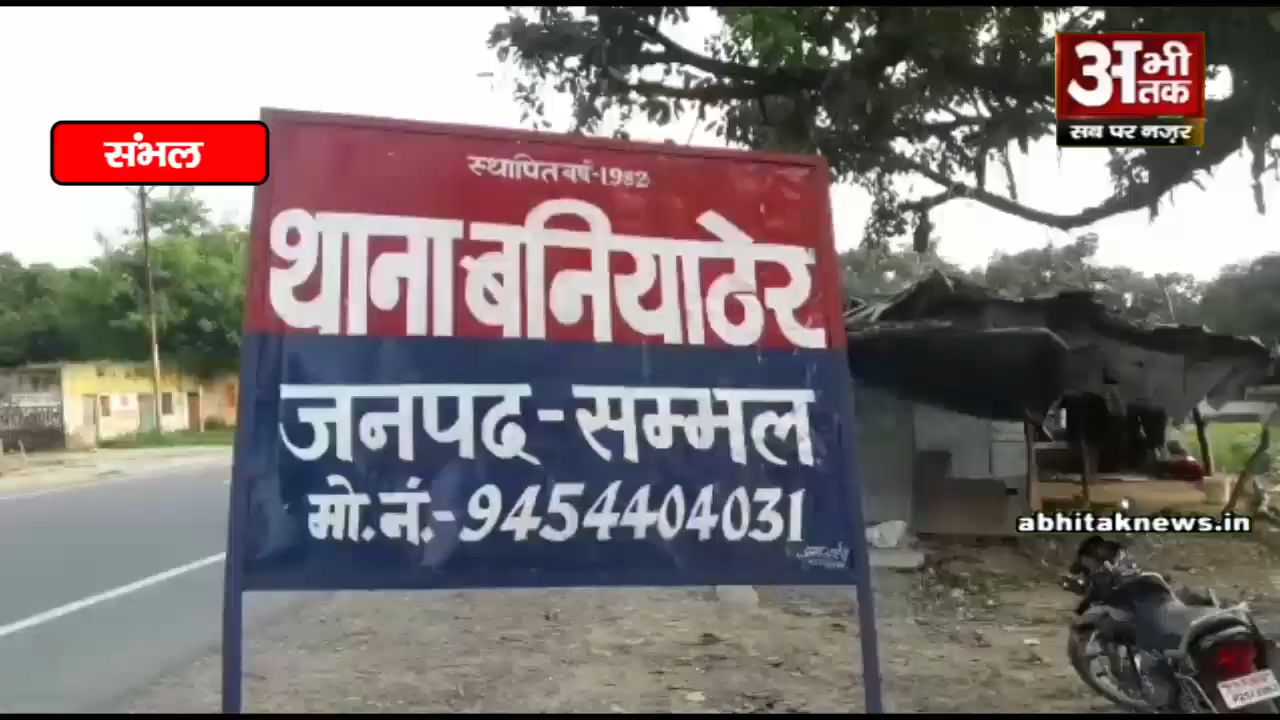 अभी
तक
सब पर नज़र
संभल
स्थापित वर्ष-1982
थाना बनियाठेर
जनपद-सम्भल
मो.नं.-9454404031
abhitaknews.in